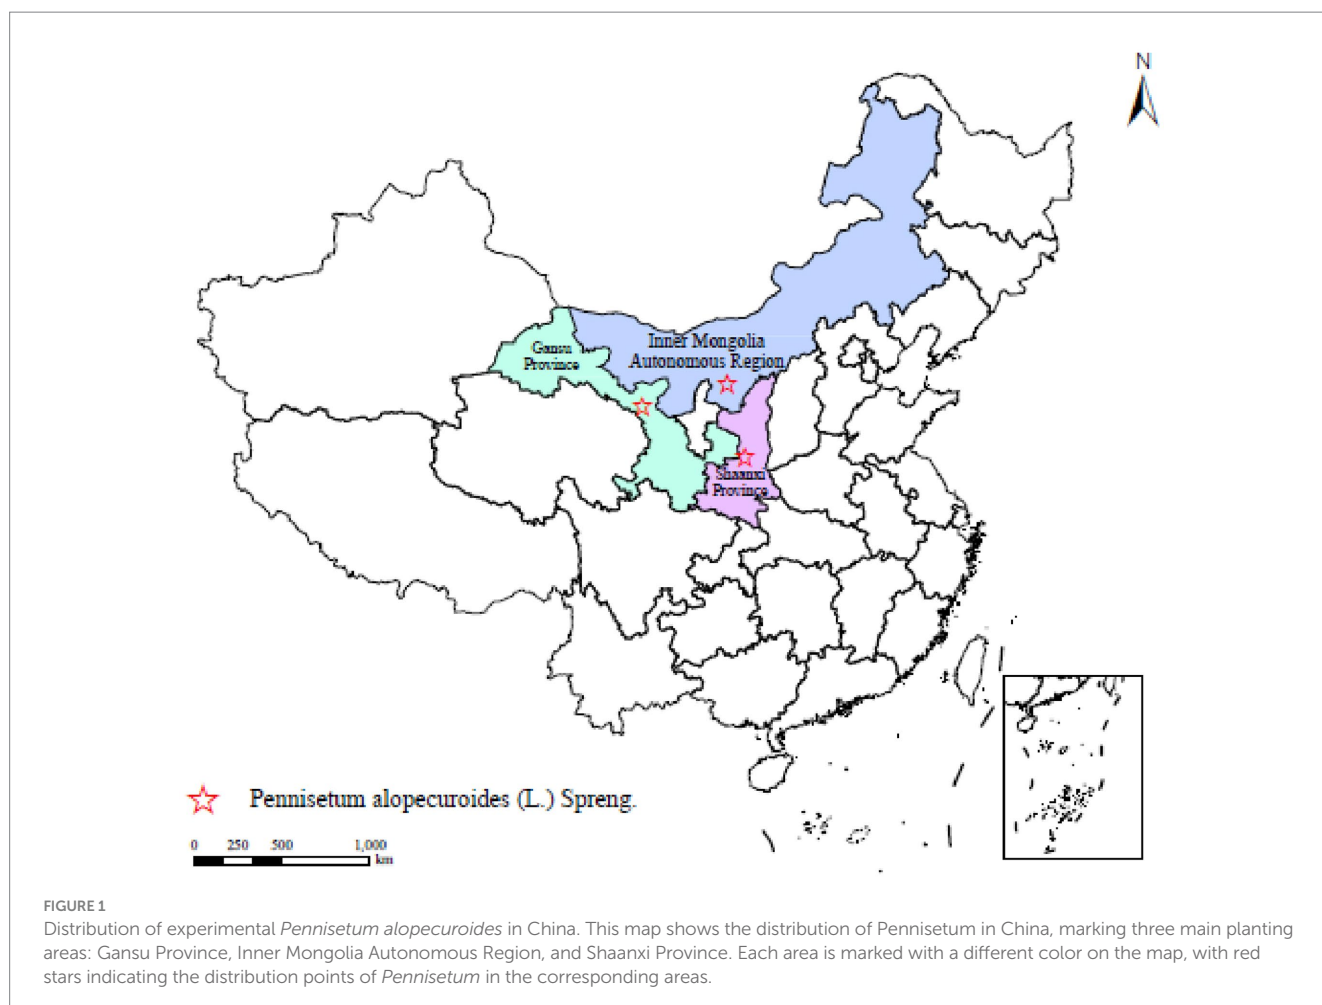 N
Inner Mongolia
Autonomous Region
Gansu
Province
Shaanxi
Province
Pennisetum alopecuroides (L.) Spreng.
0 250 500 1,000
km
FIGURE 1
Distribution of experimental Pennisetum alopecuroides in China. This map shows the distribution of Pennisetum in China, marking three main planting
areas: Gansu Province, Inner Mongolia Autonomous Region, and Shaanxi Province. Each area is marked with a different color on the map, with red
stars indicating the distribution points of Pennisetum in the corresponding areas.